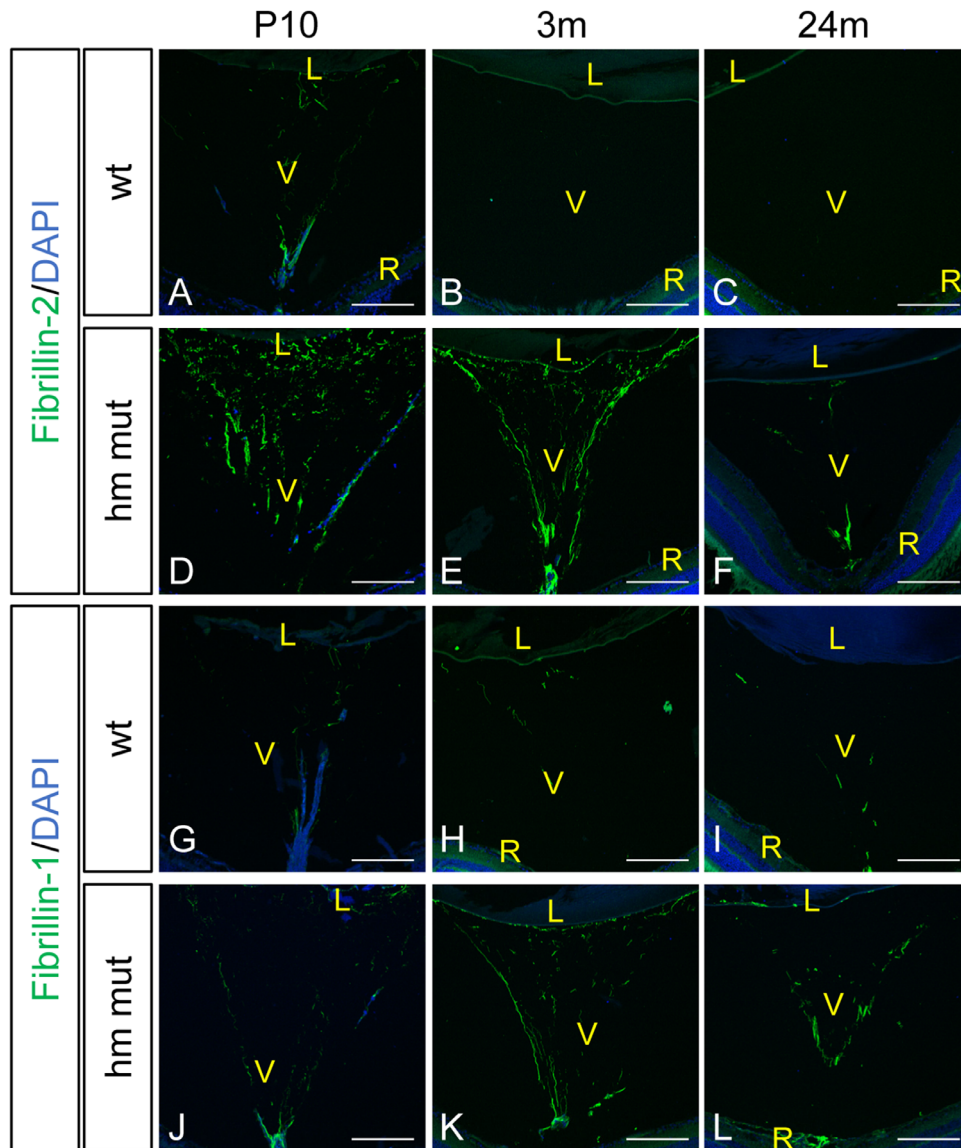 P10 3m 24m
Fibrillin-2/DAPI
wt
L V R A
L V B R
L V C R
hm mut
L V D
V E R
L V R F
Fibrillin-1/DAPI
wt
L V G
L V H R
L V I R
hm mut
L V J
L V K
L V L R